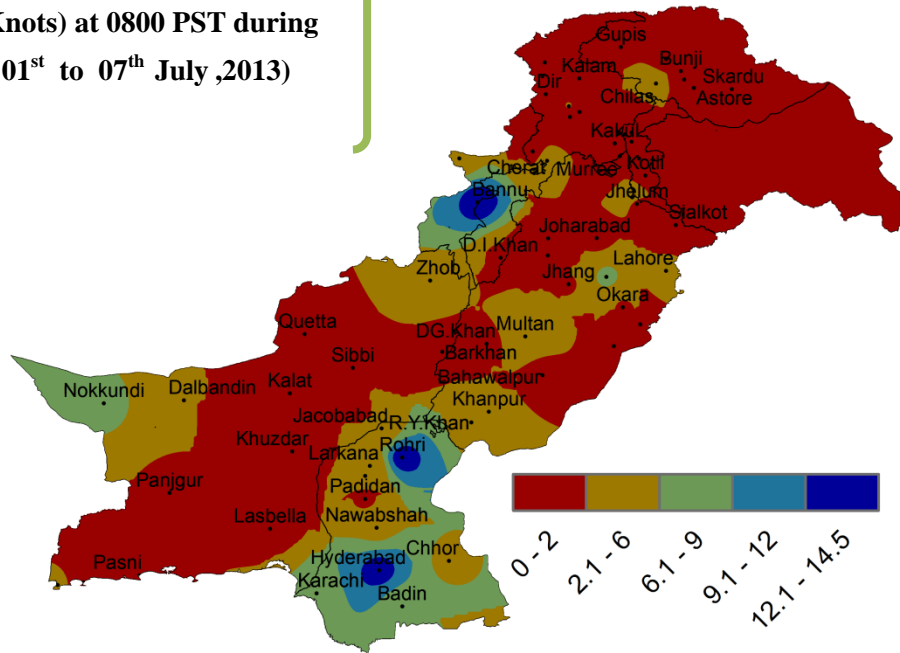 Knots) at 0800 PST during
01st to 07th July ,2013)
Gupis
Bunji
Kalam
Skardu
Dir
Chilas
Astore
Kakul
Cherat
Murree
Kotli
Bannu
Jhelum
Sialkot
Joharabad
D.I.Khan
Zhob
Lahore
Jhang
Okara
Quetta
DG.Khan
Multan
Sibbi
Barkhan
Bahawalpur
Nokkundi
Dalbandin
Kalat
Khanpur
Jacobabad
R.Y.Khan
Khuzdar
Rohri
Larkana
Panjgur
Padidan
Lasbella
Nawabshah
Pasni
Hyderabad
Chhor
Karachi
Badin
0 - 2
2.1 - 6
6.1 - 9
9.1 - 12
12.1 - 14.5